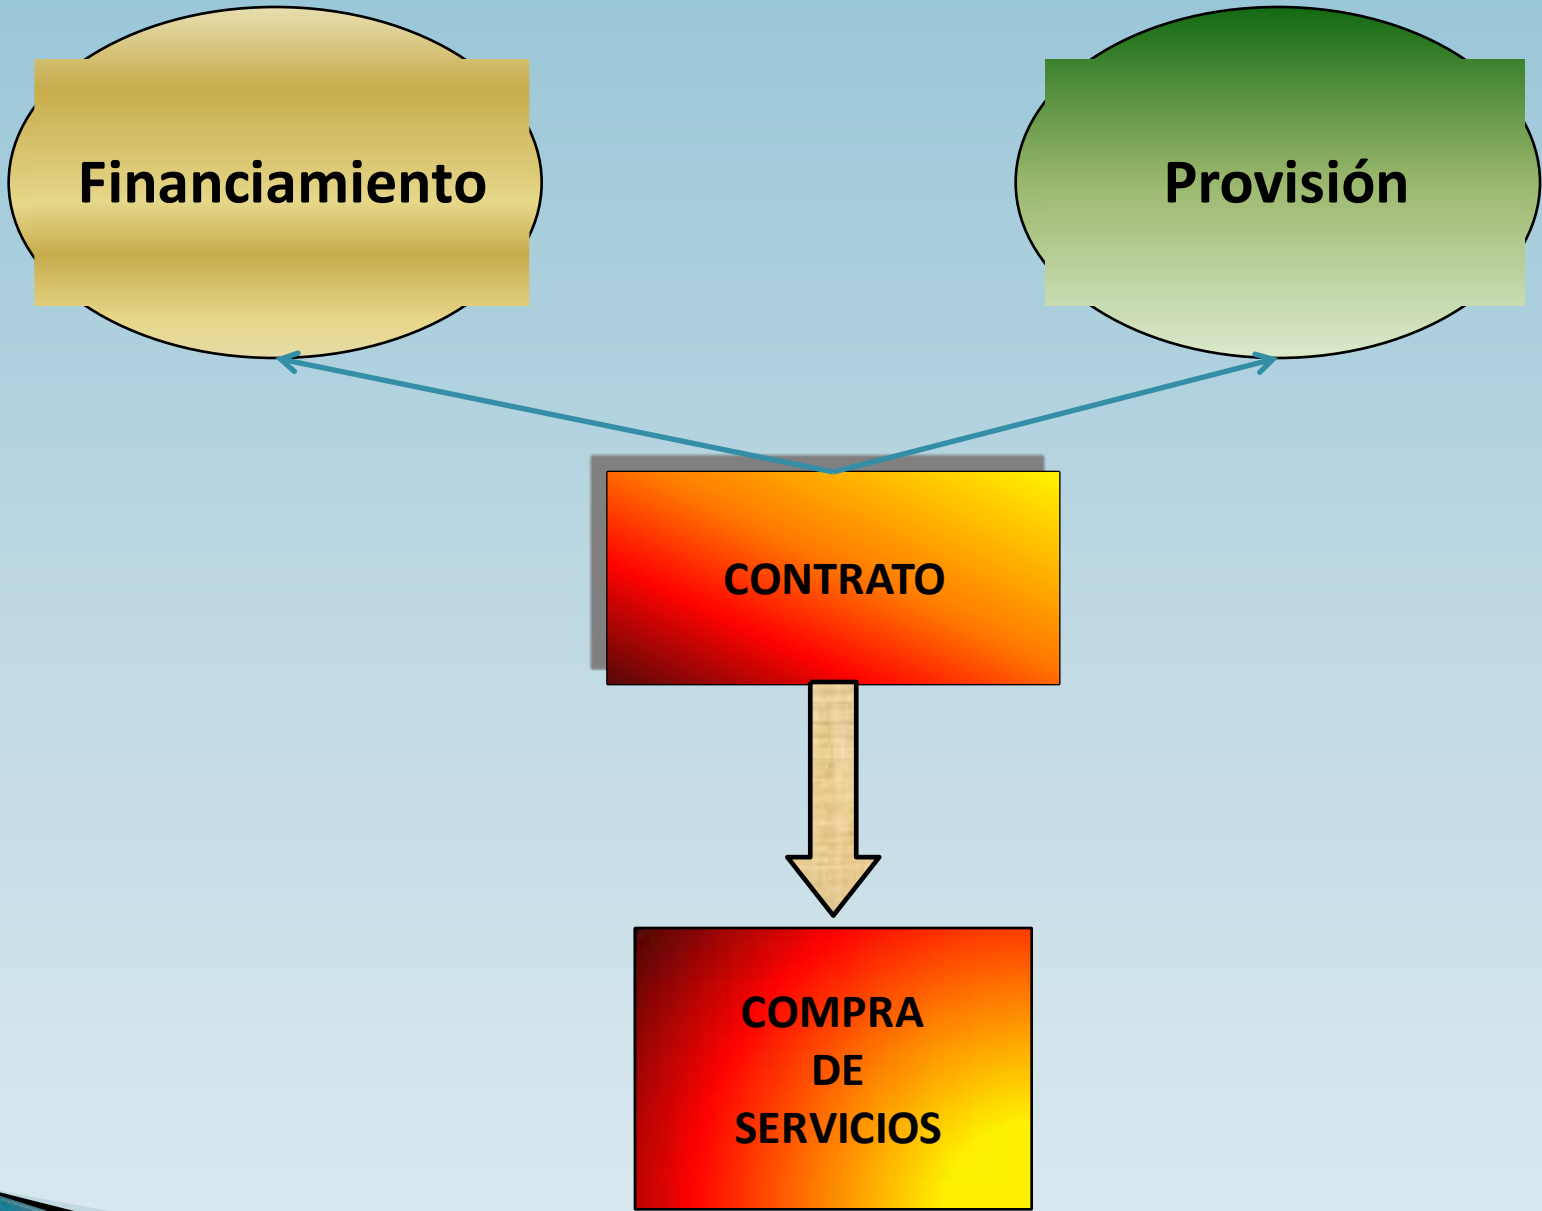 Financiamiento
Provisión
CONTRATO
COMPRA
DE
SERVICIOS